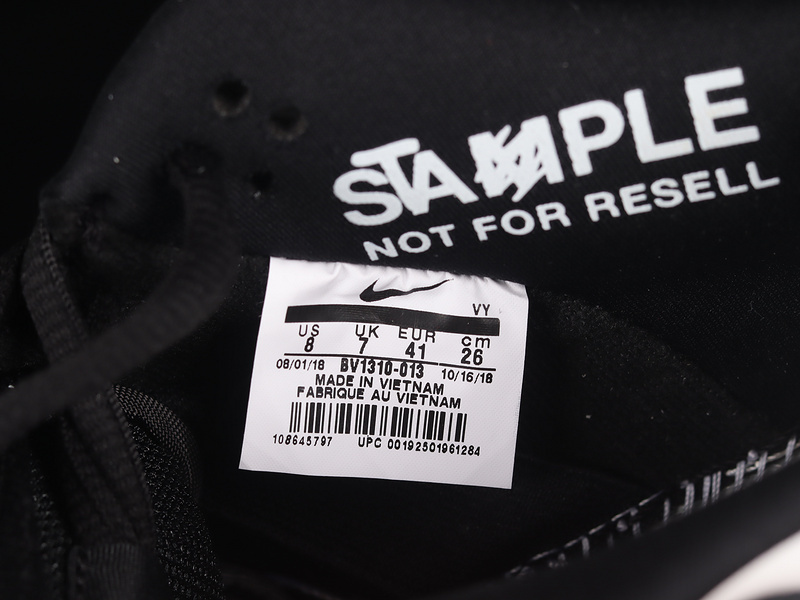 STAMPLE
NOT FOR RESELL
VY
US UK EUR cm
8 7 41 26
08/01/18 BV1310-013 10/16/18
MADE IN VIETNAM
FABRIQUE AU VIETNAM
108645797 UPC 00192501961284